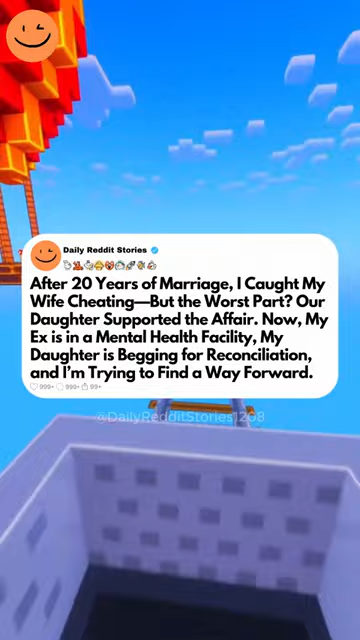 Daily Reddit Stories
After 20 Years of Marriage, I Caught My
Wife Cheating—But the Worst Part? Our
Daughter Supported the Affair. Now, My
Ex is in a Mental Health Facility, My
Daughter is Begging for Reconciliation,
and I'm Trying to Find a Way Forward.
999+ 999+ 99+
@DailyRedditStories1208